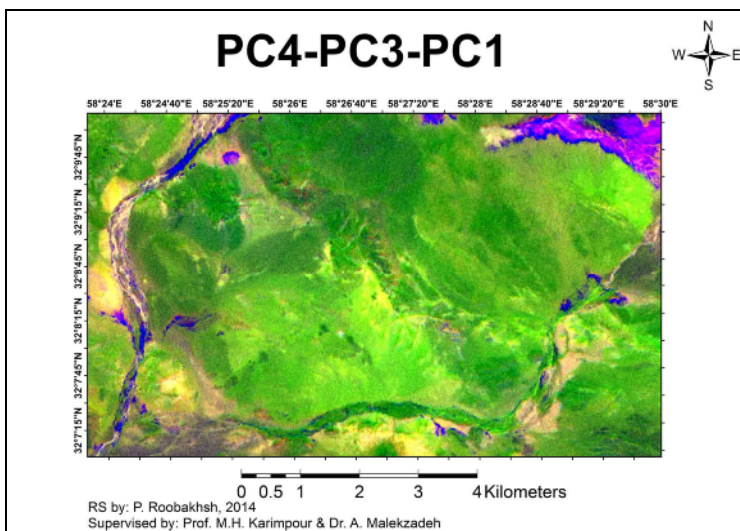 PC4-PC3-PC1
N
W E
S
58°24'E 58°24'40"E 58°25'20"E 58°26'E 58°26'40"E 58°27'20"E 58°28'E 58°28'40"E 58°29'20"E 58°30'E
32°9'45"N
32°9'15"N
32°8'45"N
32°8'15"N
32°7'45"N
32°7'15"N
0 0.5 1 2 3 4 Kilometers
RS by: P. Roobakhsh, 2014
Supervised by: Prof. M.H. Karimpour & Dr. A. Malekzadeh